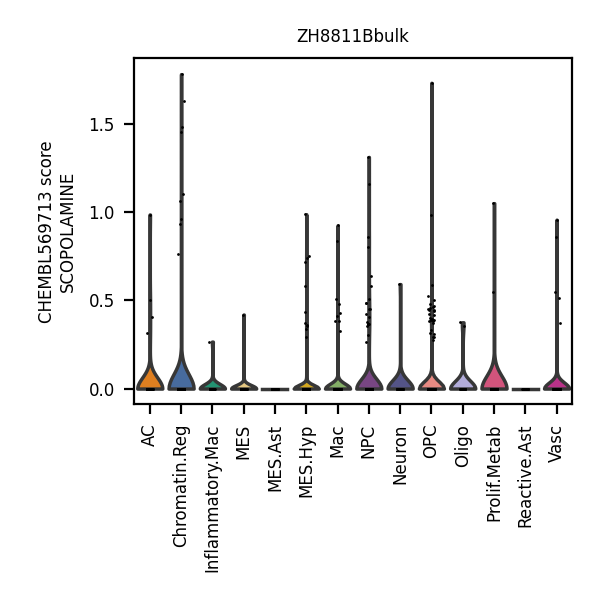 ZH8811Bbulk
CHEMBL569713 score
SCOPOLAMINE
1.5
1.0
0.5
0.0
AC
Chromatin.Reg
Inflammatory.Mac
MES
MES.Ast
MES.Hyp
Mac
NPC
Neuron
OPC
Oligo
Prolif.Metab
Reactive.Ast
Vasc